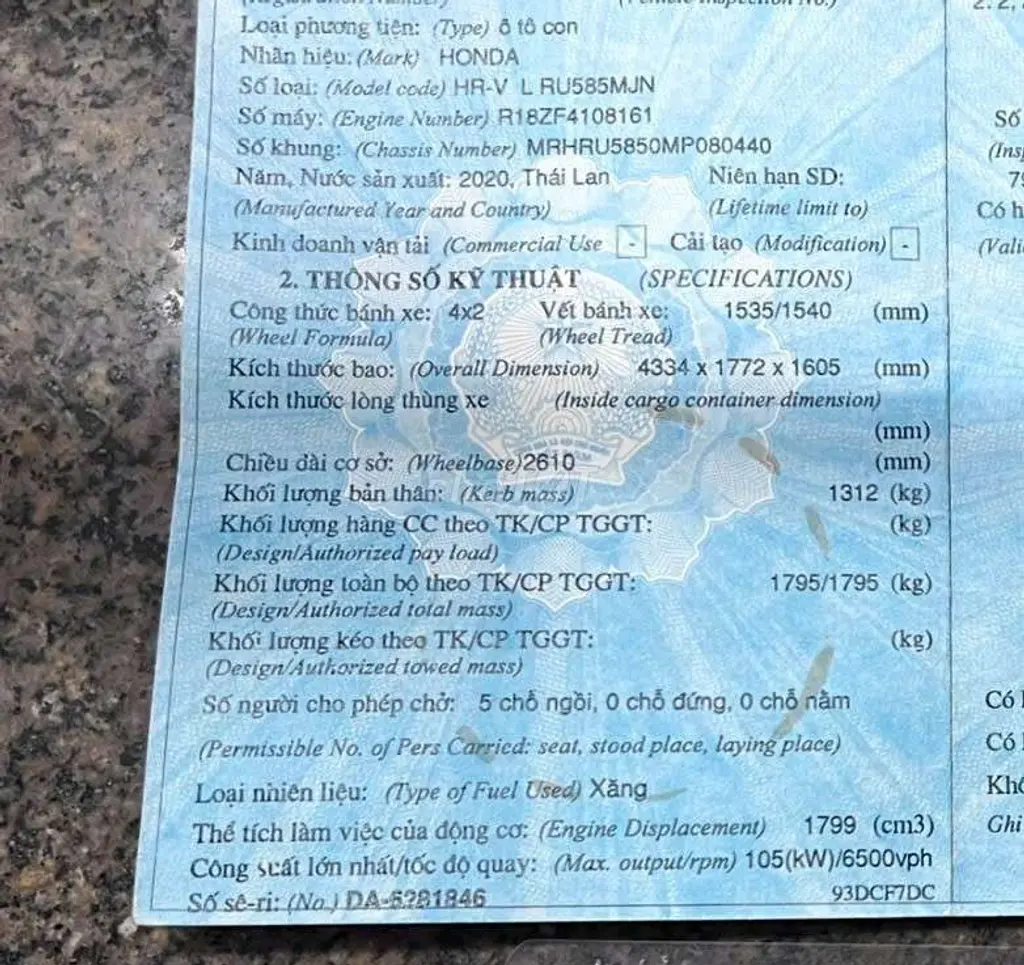 Loại phương tiện: (Type) ô tô con
Nhãn hiệu: (Mark) HONDA
Số loại: (Model code) HR-V L RU585MJN
Số máy: (Engine Number) R18ZF4108161
Số khung: (Chassis Number) MRHRU5850MP080440
Năm, Nước sản xuất: 2020, Thái Lan Niên hạn SD:
(Manufactured Year and Country) (Lifetime limit to)
Kinh doanh vận tải (Commercial Use - Cải tạo (Modification) -
2. THÔNG SỐ KỸ THUẬT (SPECIFICATIONS)
Công thức bánh xe: 4x2 Vết bánh xe: 1535/1540 (mm)
(Wheel Formula) (Wheel Tread)
Kích thước bao: (Overall Dimension) 4334 x 1772 x 1605 (mm)
Kích thước lòng thùng xe (Inside cargo container dimension)
(mm)
Chiều dài cơ sở: (Wheelbase)2610 (mm)
Khối lượng bản thân: (Kerb mass) 1312 (kg)
Khối lượng hàng CC theo TK/CP TGGT: (kg)
(Design/Authorized pay load)
Khối lượng toàn bộ theo TK/CP TGGT: 1795/1795 (kg)
(Design/Authorized total mass)
Khối lượng kéo theo TK/CP TGGT: (kg)
(Design/Authorized towed mass)
Số người cho phép chở: 5 chỗ ngồi, 0 chỗ đứng, 0 chỗ nằm
(Permissible No. of Pers Carried: seat, stood place, laying place)
Loại nhiên liệu: (Type of Fuel Used) Xăng
Thể tích làm việc của động cơ: (Engine Displacement) 1799 (cm3)
Công suất lớn nhất/tốc độ quay: (Max. output/rpm) 105(kW)/6500vph
Số sê-ri: (No.) DA-5281846 93DCF7DC
Số
Có h
Có
Ghi